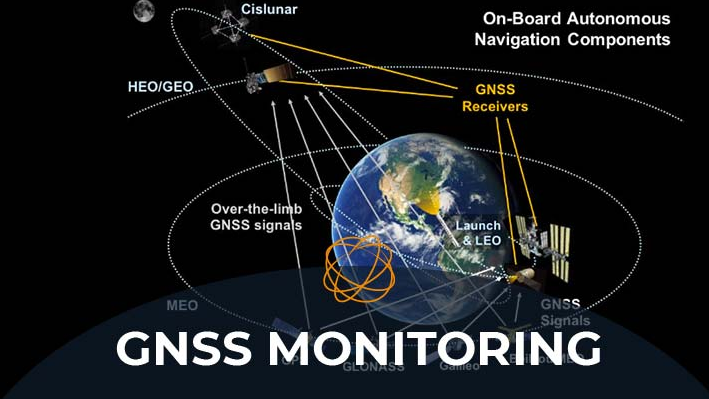 Cislunar
On-Board Autonomous
Navigation Components
HEO/GEO
GNSS
Receivers
Over-the-limb
GNSS signals
Launch
& LEO
MEO
GNSS
Signals
GNSS MONITORING
GLONASS
Galileo